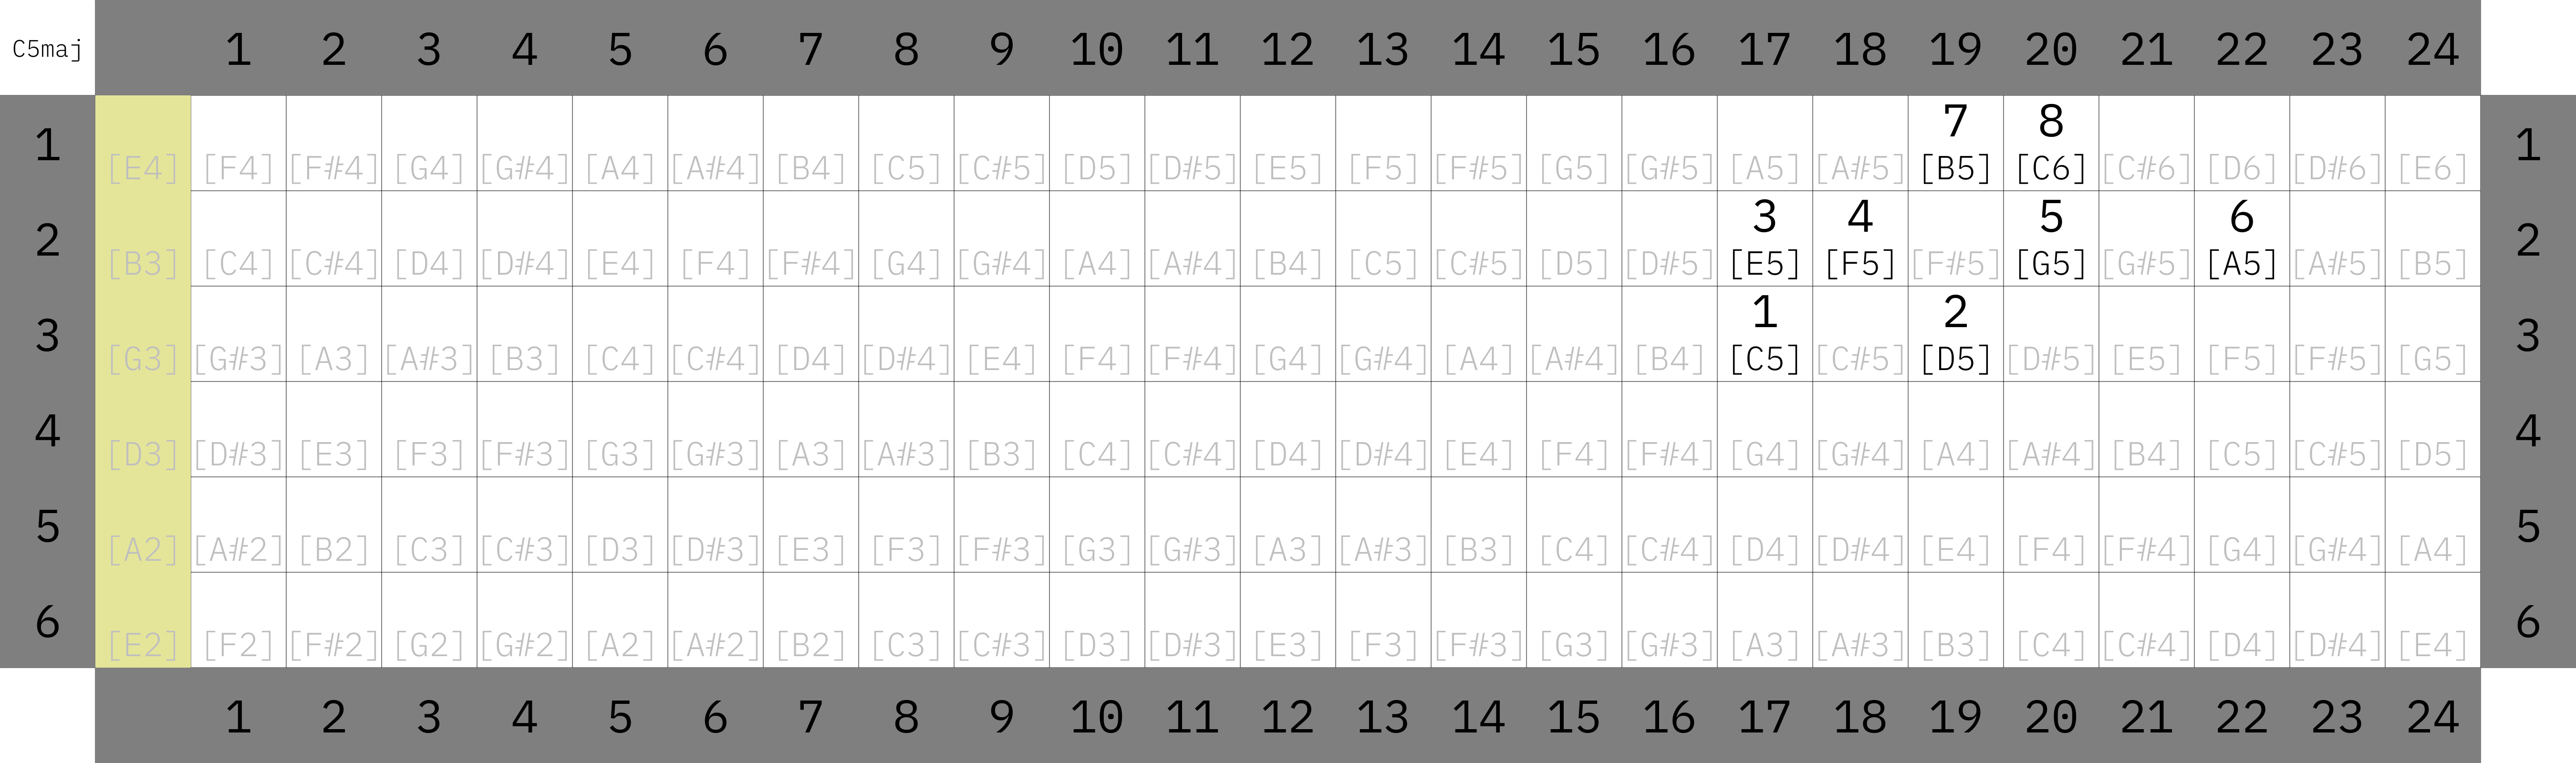 C5maj 1 2 3 4 5 6 7 8 9 10 11 12 13 14 15 16 17 18 19 20 21 22 23 24
7 8
1 [E4] [F4] [F#4] [G4] [G#4] [A4] [A#4] [B4] [C5] [C#5] [D5] [D#5] [E5] [F5] [F#5] [G5] [G#5] [A5] [A#5] [B5] [C6] [C#6] [D6] [D#6] [E6] 1
3 4 5 6
2 [B3] [C4] [C#4] [D4] [D#4] [E4] [F4] [F#4] [G4] [G#4] [A4] [A#4] [B4] [C5] [C#5] [D5] [D#5] [E5] [F5] [F#5] [G5] [G#5] [A5] [A#5] [B5] 2
1 2
3 [G3] [G#3] [A3] [A#3] [B3] [C4] [C#4] [D4] [D#4] [E4] [F4] [F#4] [G4] [G#4] [A4] [A#4] [B4] [C5] [C#5] [D5] [D#5] [E5] [F5] [F#5] [G5] 3
4 [D3] [D#3] [E3] [F3] [F#3] [G3] [G#3] [A3] [A#3] [B3] [C4] [C#4] [D4] [D#4] [E4] [F4] [F#4] [G4] [G#4] [A4] [A#4] [B4] [C5] [C#5] [D5] 4
5 [A2] [A#2] [B2] [C3] [C#3] [D3] [D#3] [E3] [F3] [F#3] [G3] [G#3] [A3] [A#3] [B3] [C4] [C#4] [D4] [D#4] [E4] [F4] [F#4] [G4] [G#4] [A4] 5
6 [E2] [F2] [F#2] [G2] [G#2] [A2] [A#2] [B2] [C3] [C#3] [D3] [D#3] [E3] [F3] [F#3] [G3] [G#3] [A3] [A#3] [B3] [C4] [C#4] [D4] [D#4] [E4] 6
1 2 3 4 5 6 7 8 9 10 11 12 13 14 15 16 17 18 19 20 21 22 23 24